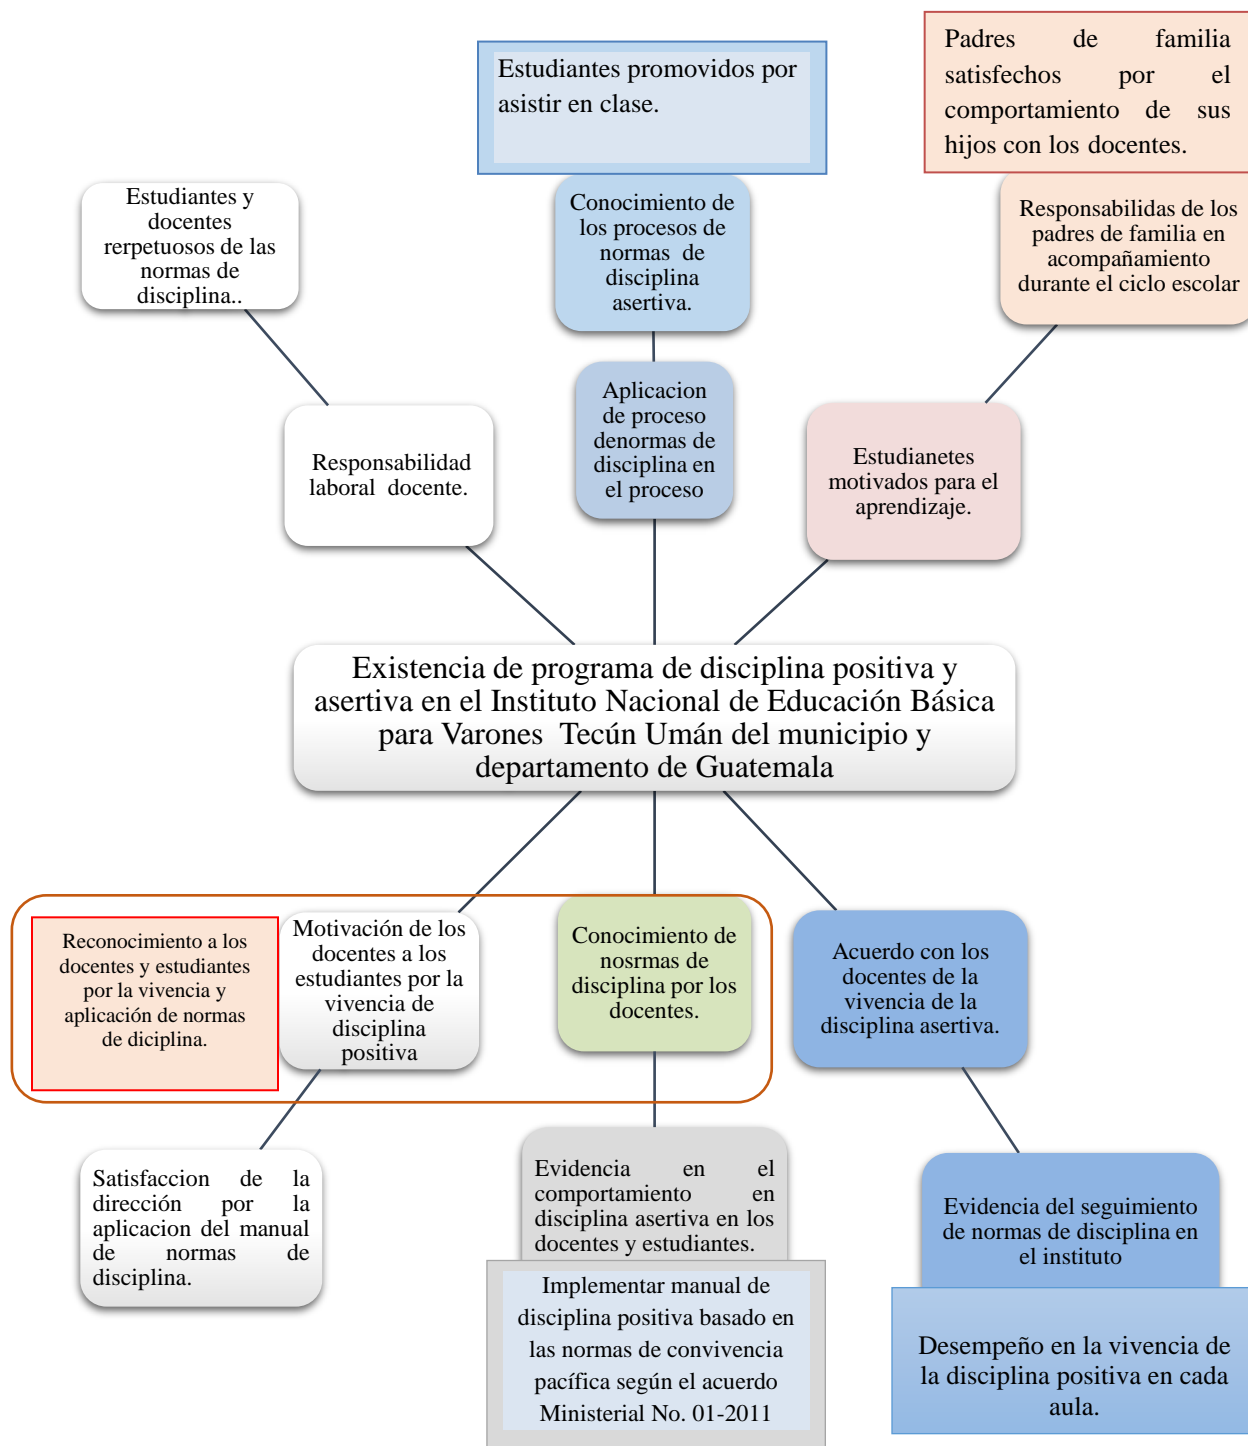 Estudiantes promovidos por
asistir en clase.
Padres de familia
satisfechos por el
comportamiento de sus
hijos con los docentes.
Estudiantes y
docentes
rerpetuosos de las
normas de
disciplina..
Conocimiento de
los procesos de
normas de
disciplina
asertiva.
Responsabilidas de los
padres de familia en
acompañamiento
durante el ciclo escolar
Responsabilidad
laboral docente.
Aplicacion
de proceso
denormas de
disciplina en
el proceso
Estudianetes
motivados para el
aprendizaje.
Existencia de programa de disciplina positiva y
asertiva en el Instituto Nacional de Educación Básica
para Varones Tecún Umán del municipio y
departamento de Guatemala
Reconocimiento a los
docentes y estudiantes
por la vivencia y
aplicación de normas
de diciplina.
Motivación de los
docentes a los
estudiantes por la
vivencia de
disciplina
positiva
Conocimiento de
nosrmas de
disciplina por los
docentes.
Acuerdo con los
docentes de la
vivencia de la
disciplina asertiva.
Satisfaccion de la
dirección por la
aplicacion del manual
de normas de
disciplina.
Evidencia en el
comportamiento en
disciplina asertiva en los
docentes y estudiantes.
Implementar manual de
disciplina positiva basado en
las normas de convivencia
pacífica según el acuerdo
Ministerial No. 01-2011
Evidencia del seguimiento
de normas de disciplina en
el instituto
Desempeño en la vivencia de
la disciplina positiva en cada
aula.